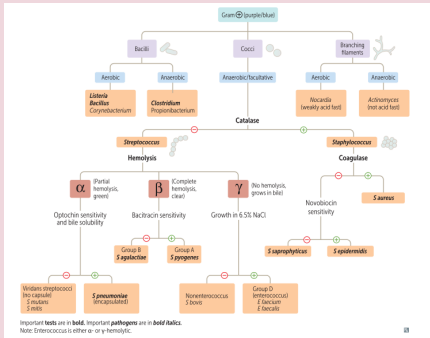 Gram ⊕ (purple/blue)
Bacilli
Cocci
Branching
filaments
Aerobic
Anaerobic
Anaerobic/facultative
Aerobic
Anaerobic
Listeria
Bacillus
Corynebacterium
Clostridium
Propionibacterium
Nocardia
(weakly acid fast)
Actinomyces
(not acid fast)
Catalase
Streptococcus
Staphylococcus
Hemolysis
Coagulase
α
(Partial
hemolysis,
green)
β
(Complete
hemolysis,
clear)
γ
(No hemolysis,
grows in bile)
Novobiocin
sensitivity
S aureus
Optochin sensitivity
and bile solubility
Bacitracin sensitivity
Growth in 6.5% NaCl
Group B
S agalactiae
Group A
S pyogenes
S saprophyticus
S epidermidis
Viridans streptococci
(no capsule)
S mutans
S mitis
S pneumoniae
(encapsulated)
Nonenterococcus
S bovis
Group D
(enterococcus)
E faecium
E faecalis
Important tests are in bold. Important pathogens are in bold italics.
Note: Enterococcus is either α- or γ-hemolytic.